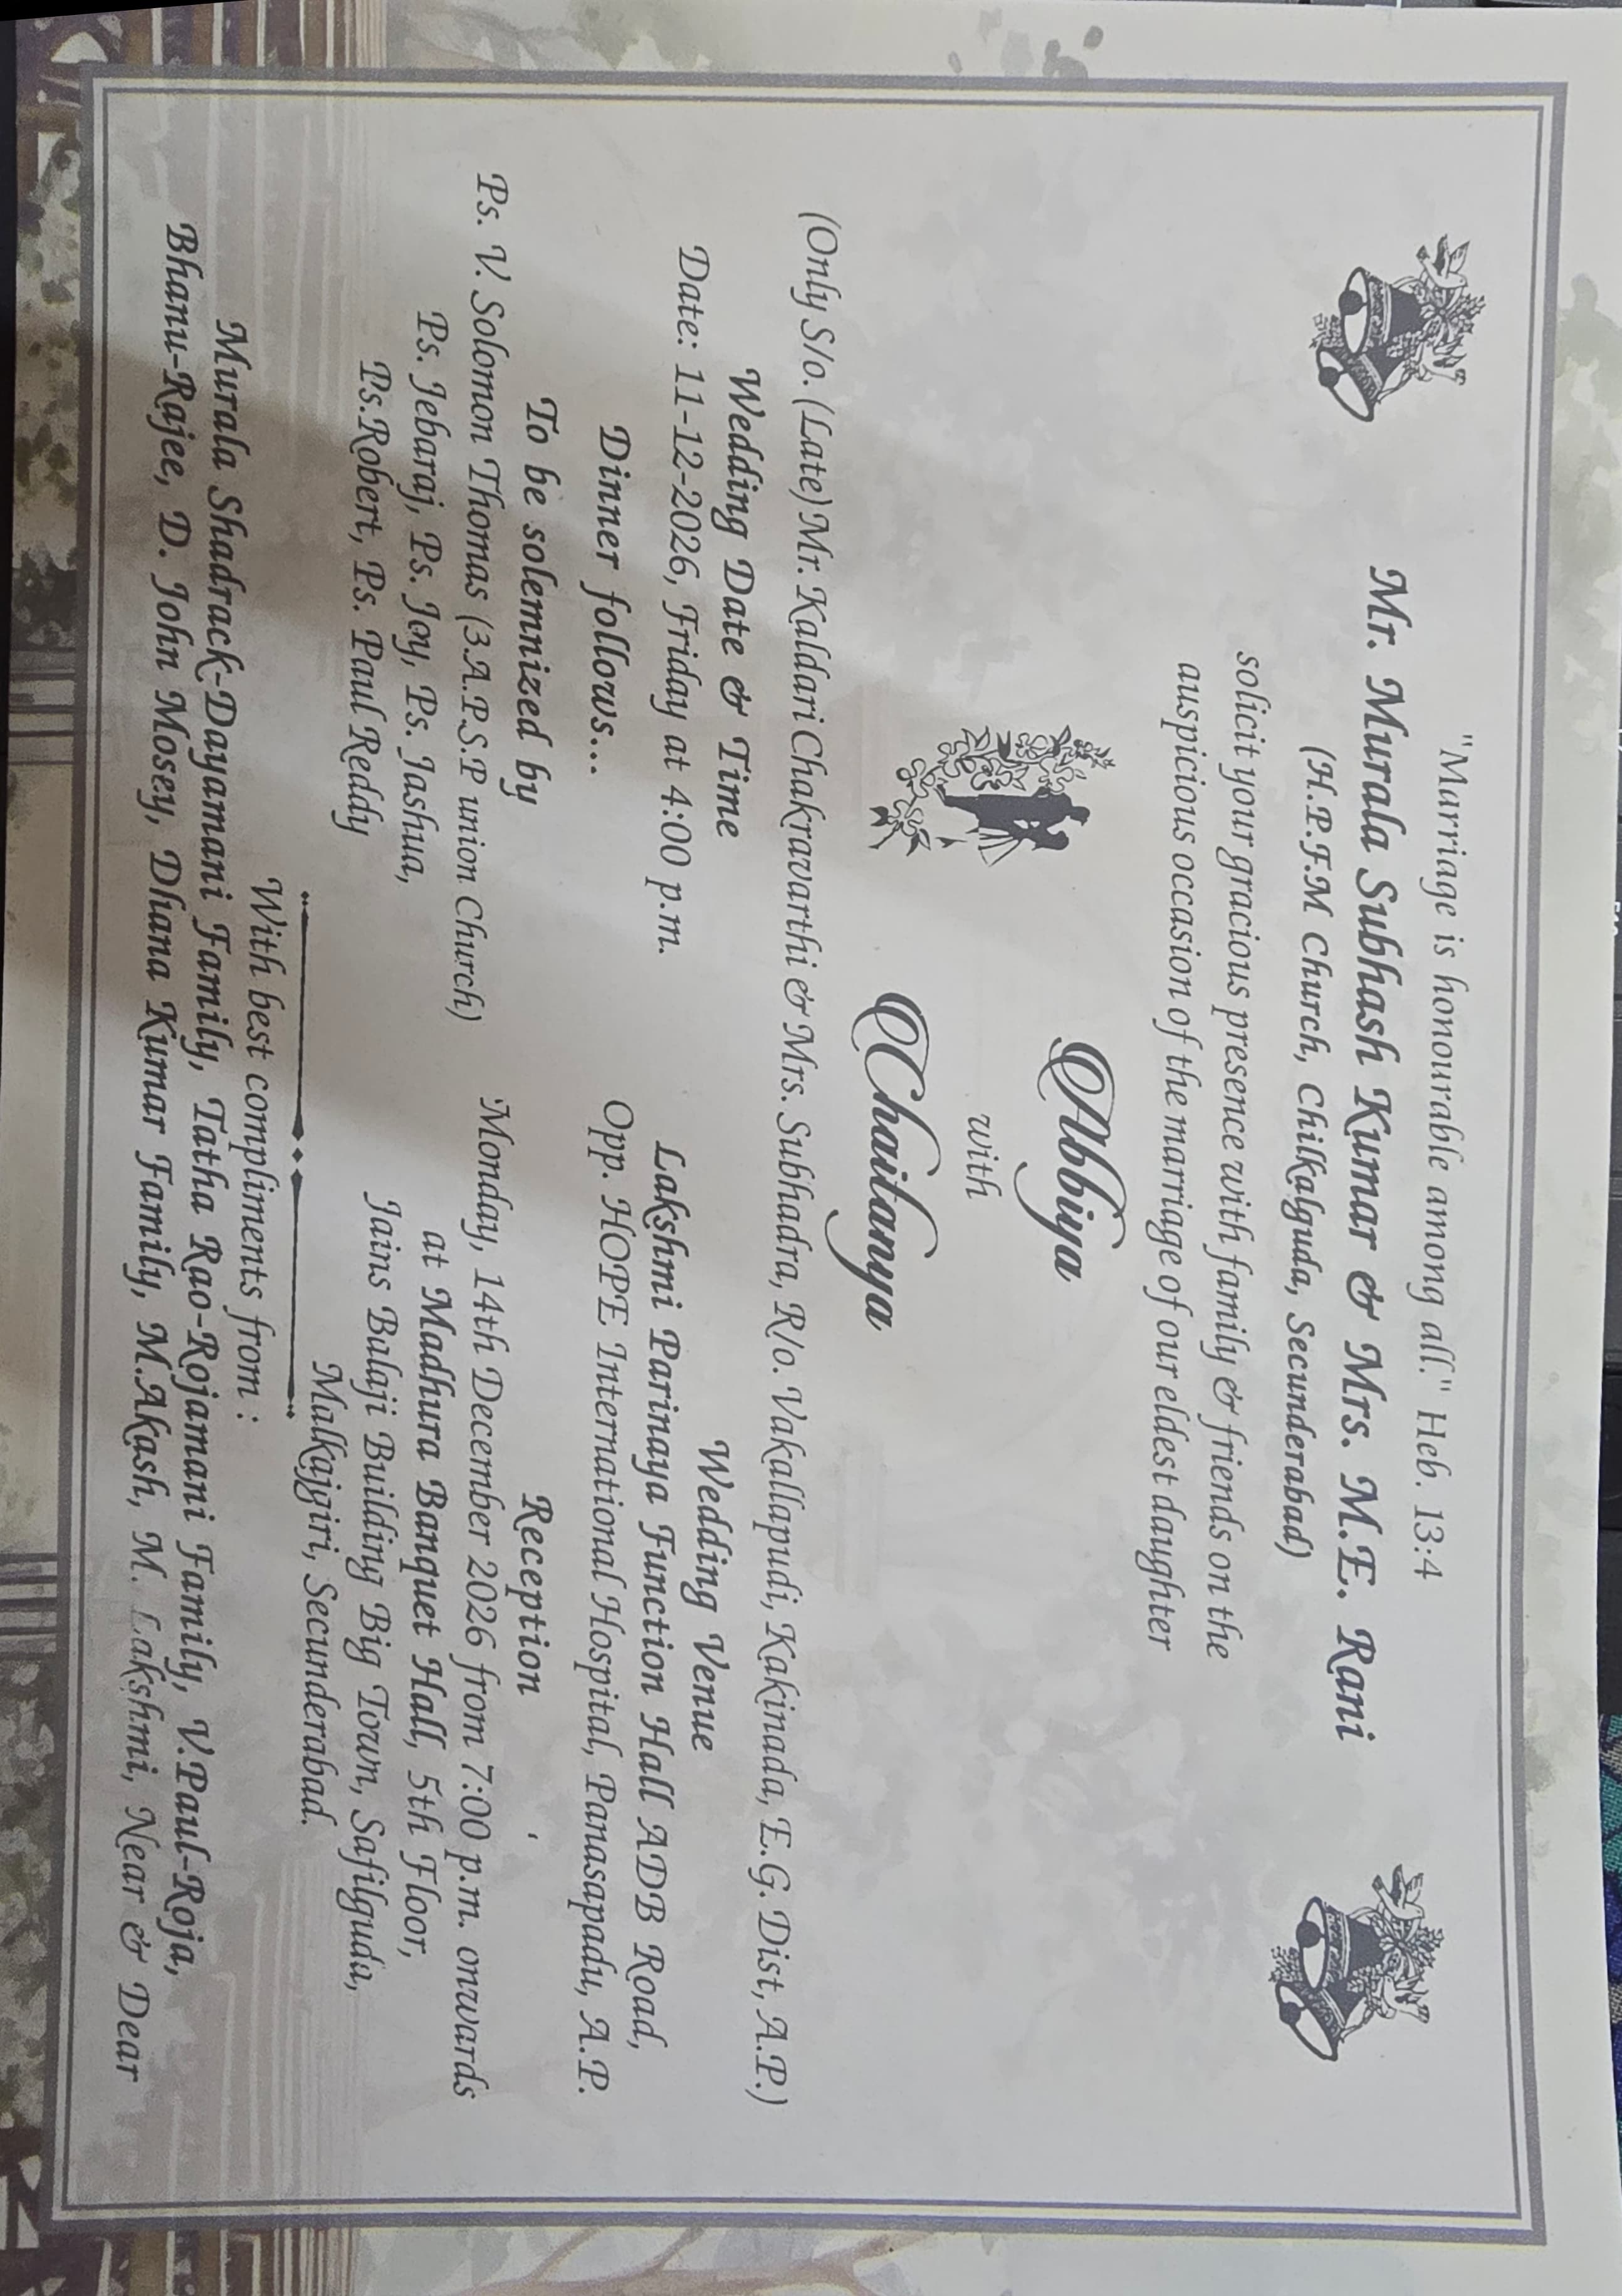 "Marriage is honourable among all." Heb. 13:4
Mr. Murala Subhash Kumar & Mrs. M.E. Rani
(H.P.F.M Church, Chilkalguda, Secunderabad)
solicit your gracious presence with family & friends on the
auspicious occasion of the marriage of our eldest daughter
Abbiya
with
Chaitanya
(Only S/o. (Late) Mr. Kaldari Chakravarthi & Mrs. Subhadra, R/o. Vakallapudi, Kakinada, E.G. Dist, A.P.)
Wedding Date & Time
Date: 11-12-2026, Friday at 4:00 p.m.
Dinner follows...
To be solemnized by
Ps. V. Solomon Thomas (3.A.P.S.P union Church)
Ps. Jebaraj, Ps. Joy, Ps. Jashua,
Ps.Robert, Ps. Paul Reddy
Wedding Venue
Lakshmi Parinaya Function Hall ADB Road,
Opp. HOPE International Hospital, Panasapadu, A.P.
Reception
Monday, 14th December 2026 from 7:00 p.m. onwards
at Madhura Banquet Hall, 5th Floor,
Jains Balaji Building Big Town, Safilguda,
Malkajgiri, Secunderabad.
With best compliments from :
Murala Shadrack-Dayamani Family, Tatha Rao-Rojamani Family, V.Paul-Roja,
Bhanu-Rajee, D. John Mosey, Dhana Kumar Family, M.Akash, M. Lakshmi, Near & Dear